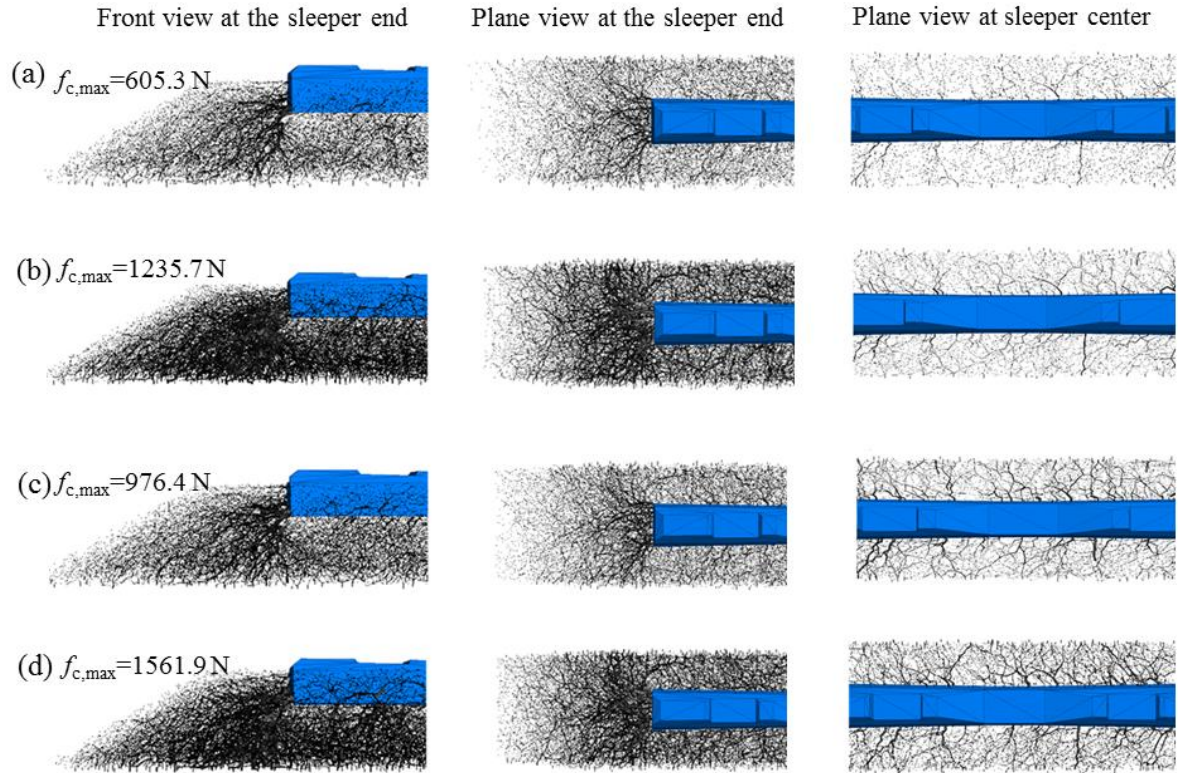 Front view at the sleeper end Plane view at the sleeper end Plane view at sleeper center
(a) fc,max=605.3 N
(b) fc,max=1235.7 N
(c) fc,max=976.4 N
(d) fc,max=1561.9 N